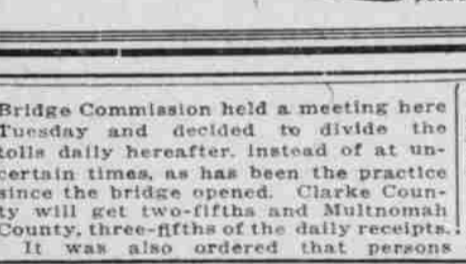 Bridge Commission held a meeting here
Tuesday and decided to divide the
tolls daily hereafter, instead of at un-
certain times, as has been the practice
since the bridge opened. Clarke Coun-
ty will get two-fifths and Multnomah
County, three-fifths of the daily receipts.
It was also ordered that persons